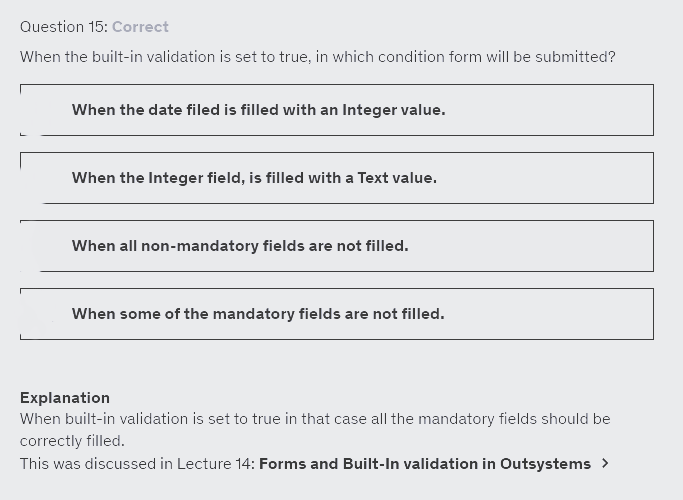 Question 15: Correct
When the built-in validation is set to true, in which condition form will be submitted?
When the date filed is filled with an Integer value.
When the Integer field, is filled with a Text value.
When all non-mandatory fields are not filled.
When some of the mandatory fields are not filled.
Explanation
When built-in validation is set to true in that case all the mandatory fields should be
correctly filled.
This was discussed in Lecture 14: Forms and Built-In validation in Outsystems >